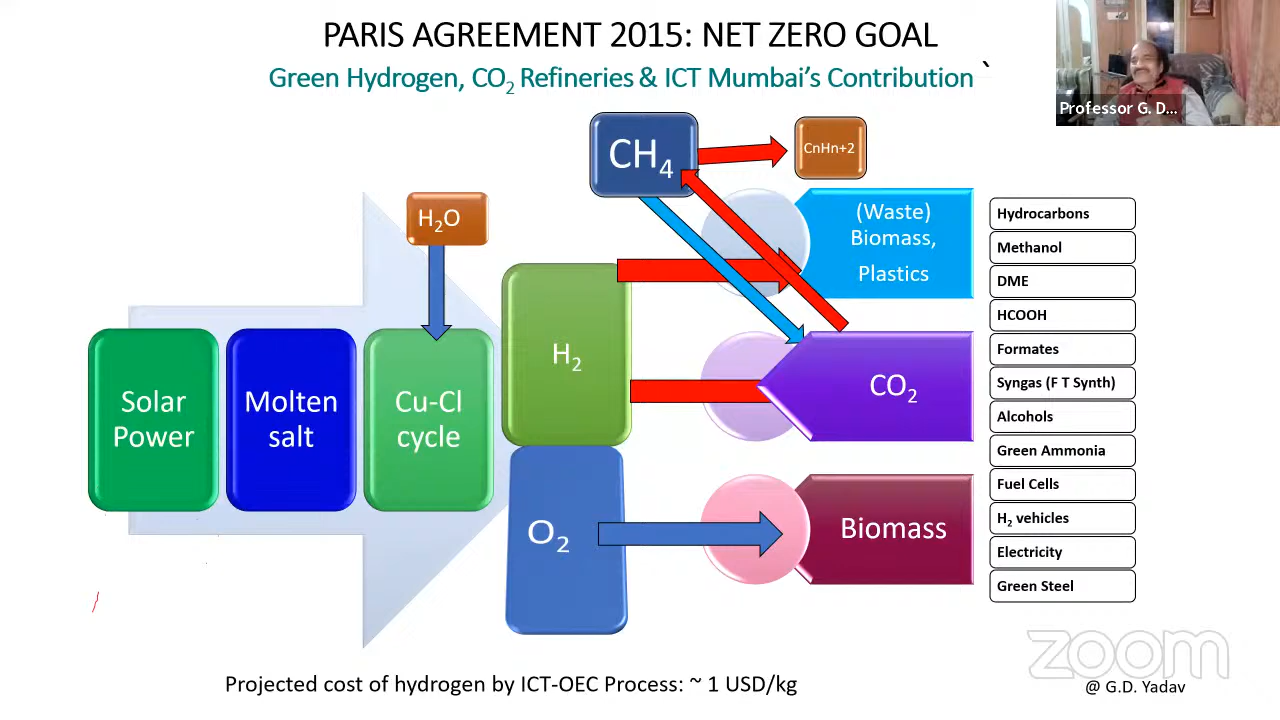 PARIS AGREEMENT 2015: NET ZERO GOAL
Green Hydrogen, CO₂ Refineries & ICT Mumbai's Contribution `
Professor G. D...
CH₄
CnHn+2
H₂O
(Waste)
Biomass,
Plastics
Solar
Power
Molten
salt
Cu-Cl
cycle
H₂
CO₂
O₂
Biomass
Hydrocarbons
Methanol
DME
HCOOH
Formates
Syngas (F T Synth)
Alcohols
Green Ammonia
Fuel Cells
H₂ vehicles
Electricity
Green Steel
zoom
Projected cost of hydrogen by ICT-OEC Process: ~ 1 USD/kg
@ G.D. Yadav